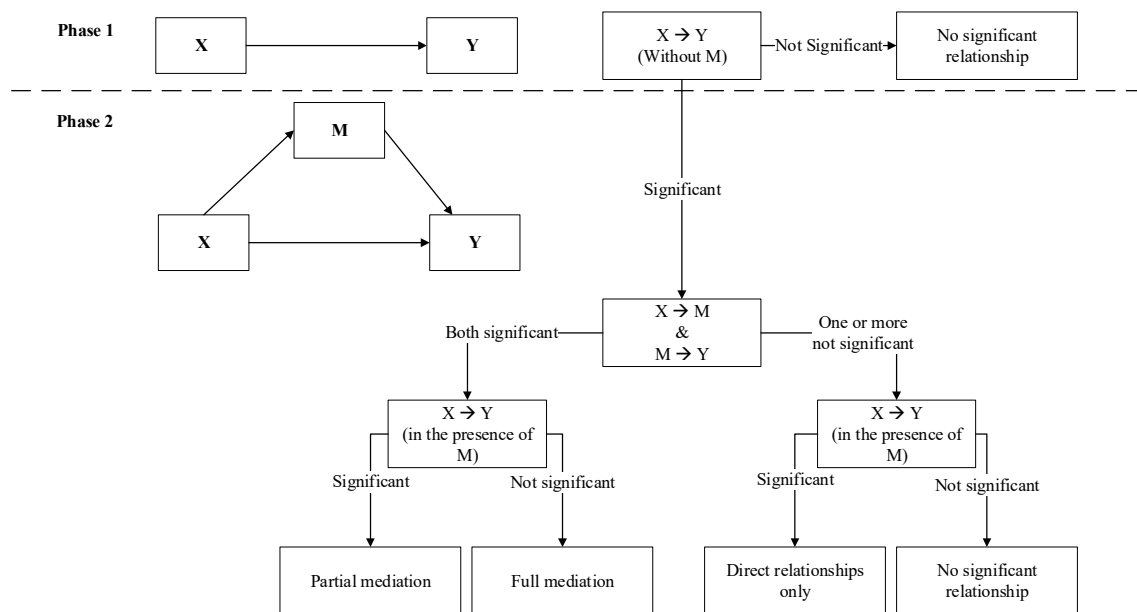 Phase 1
X
Y
X → Y
(Without M)
Not Significant
No significant
relationship
Phase 2
M
X
Y
Significant
X → M
&
M → Y
Both significant
One or more
not significant
X → Y
(in the presence of
M)
X → Y
(in the presence of
M)
Significant
Not significant
Significant
Not significant
Partial mediation
Full mediation
Direct relationships
only
No significant
relationship